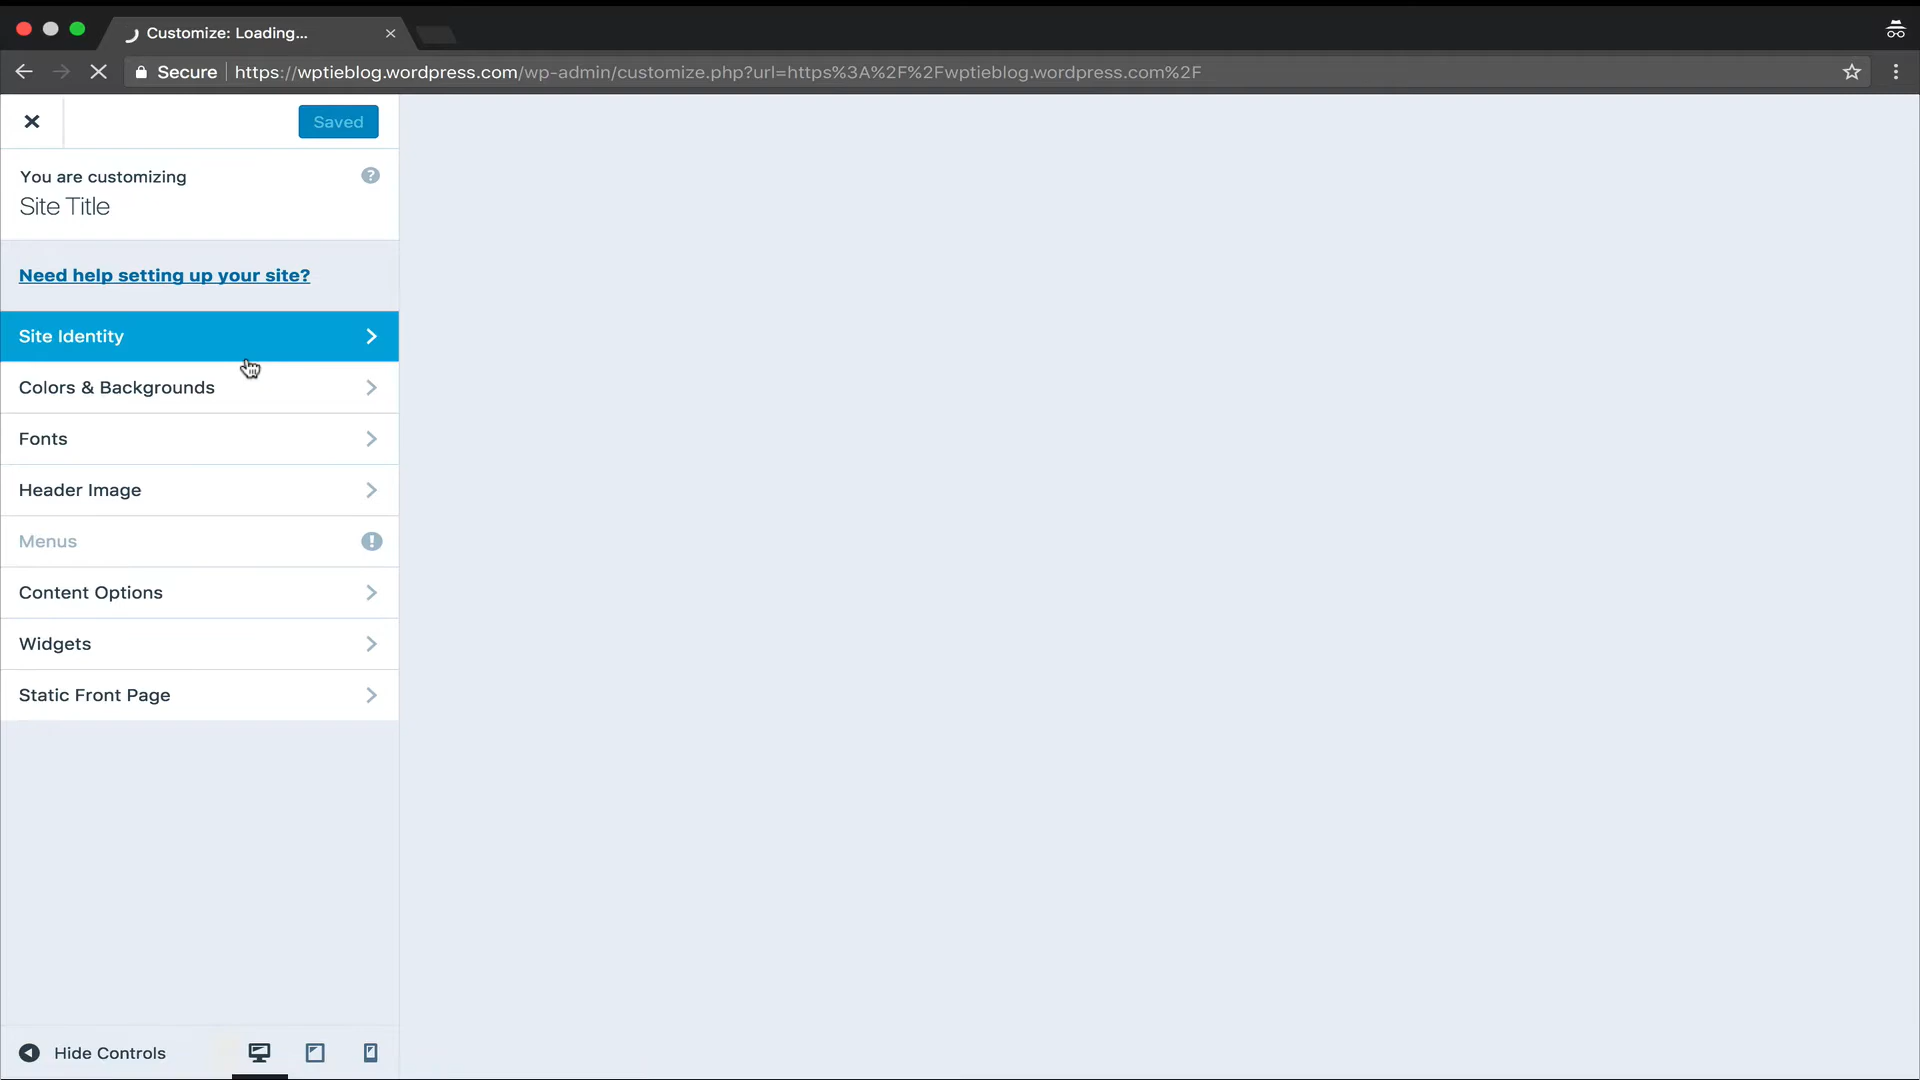 Customize: Loading...
Secure https://wptieblog.wordpress.com/wp-admin/customize.php?url=https%3A%2F%2Fwptieblog.wordpress.com%2F
Saved
You are customizing
Site Title
Need help setting up your site?
Site Identity
Colors & Backgrounds
Fonts
Header Image
Menus
Content Options
Widgets
Static Front Page
Hide Controls